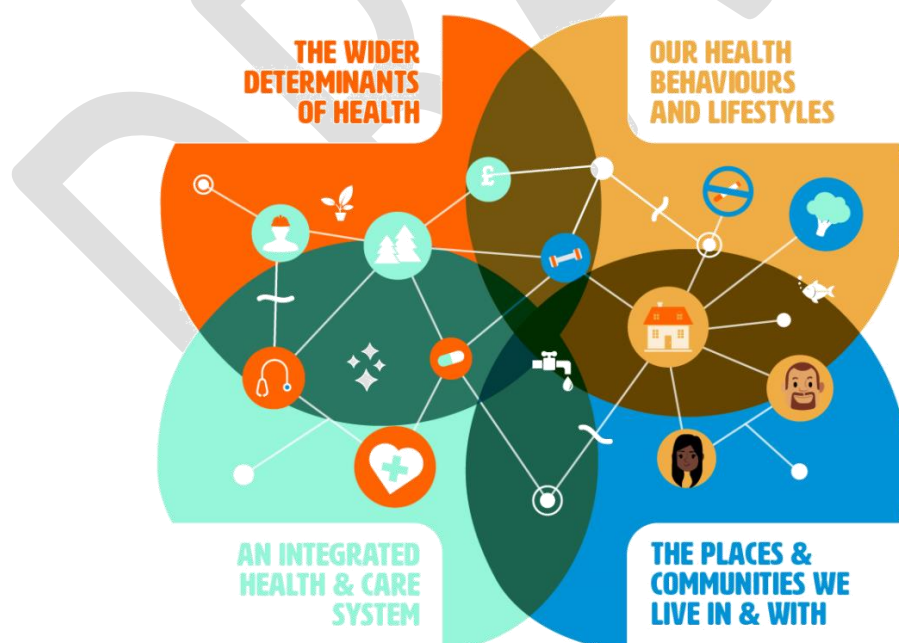 THE WIDER
DETERMINANTS
OF HEALTH
OUR HEALTH
BEHAVIOURS
AND LIFESTYLES
£
AN INTEGRATED
HEALTH & CARE
SYSTEM
THE PLACES &
COMMUNITIES WE
LIVE IN & WITH